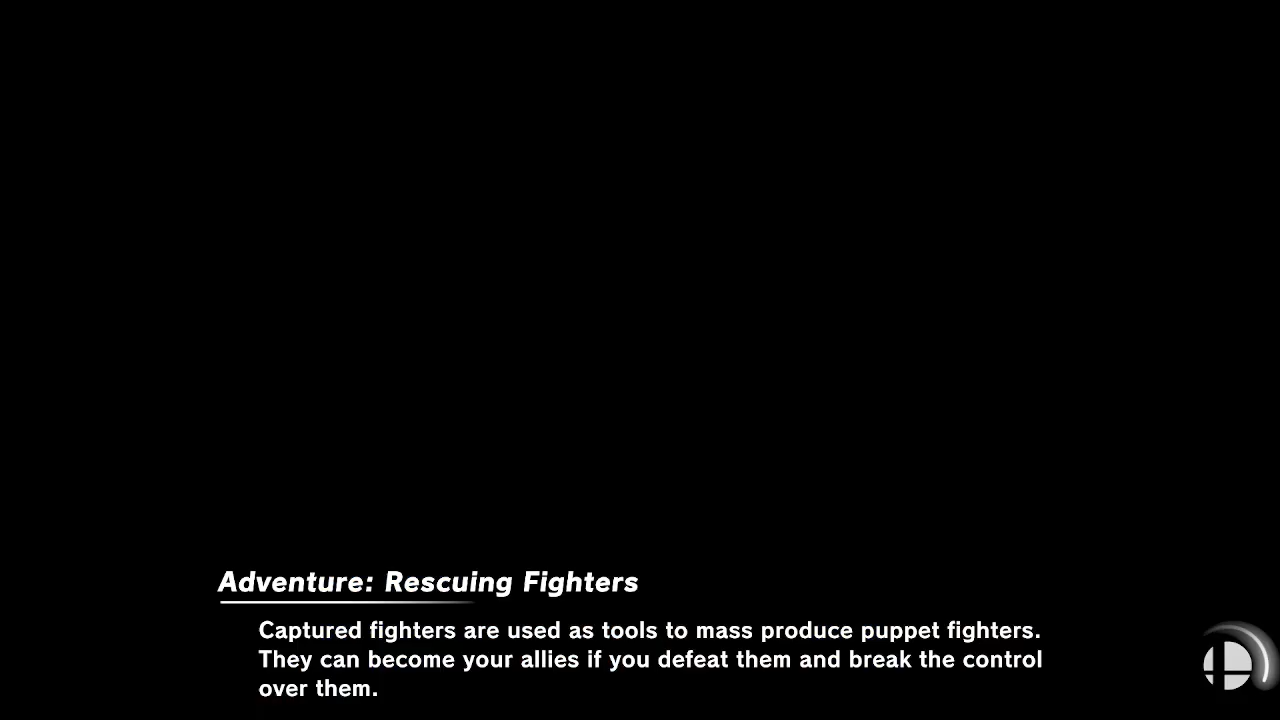 Adventure: Rescuing Fighters
Captured fighters are used as tools to mass produce puppet fighters.
They can become your allies if you defeat them and break the control
over them.